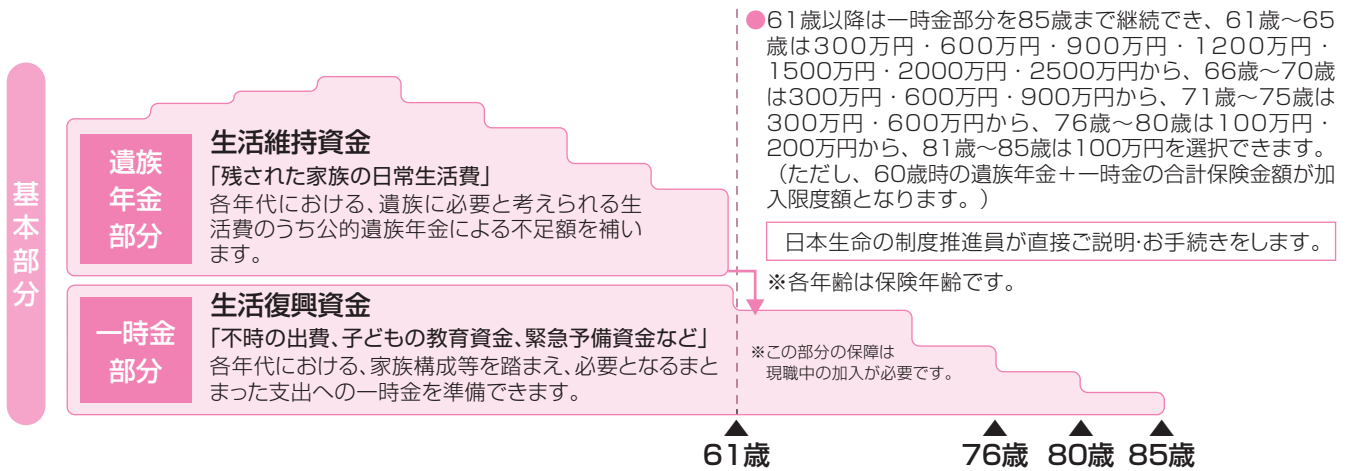 基本部分
遺族
年金
部分
生活維持資金
「残された家族の日常生活費」
各年代における、遺族に必要と考えられる生
活費のうち公的遺族年金による不足額を補い
ます。
一時金
部分
生活復興資金
「不時の出費、子どもの教育資金、緊急予備資金など」
各年代における、家族構成等を踏まえ、必要となるまと
まった支出への一時金を準備できます。
●61歳以降は一時金部分を85歳まで継続でき、61歳～65
歳は300万円・600万円・900万円・1200万円・
1500万円・2000万円・2500万円から、66歳～70歳
は300万円・600万円・900万円から、71歳～75歳は
300万円・600万円から、76歳～80歳は100万円・
200万円から、81歳～85歳は100万円を選択できます。
（ただし、60歳時の遺族年金＋一時金の合計保険金額が加
入限度額となります。）
日本生命の制度推進員が直接ご説明・お手続きをします。
※各年齢は保険年齢です。
※この部分の保障は
現職中の加入が必要です。
61歳
76歳
80歳
85歳